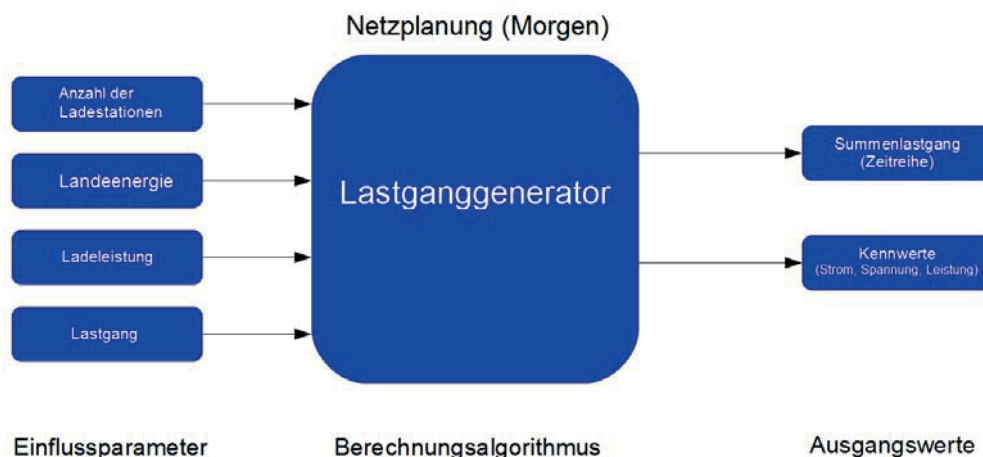 Netzplanung (Morgen)
Anzahl der
Ladestationen
Landeenergie
Ladeleistung
Lastgang
Lastganggenerator
Summenlastgang
(Zeitreihe)
Kennwerte
(Strom, Spannung, Leistung)
Einflussparameter
Berechnungsalgorithmus
Ausgangswerte